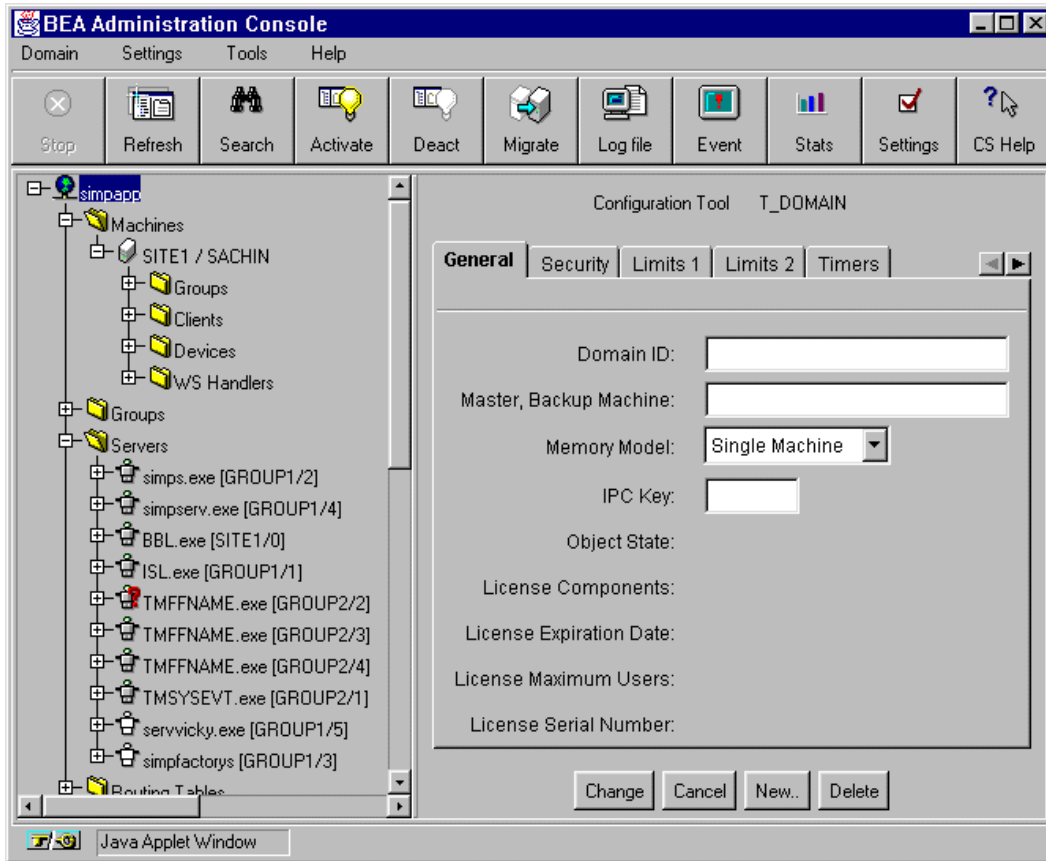 BEA Administration Console
Domain Settings Tools Help
Stop Refresh Search Activate Deact Migrate Log file Event Stats Settings CS Help
simpapp
Machines
SITE1 / SACHIN
Groups
Clients
Devices
WS Handlers
Groups
Servers
simps.exe [GROUP1/2]
simpserv.exe [GROUP1/4]
BBL.exe [SITE1/0]
ISL.exe [GROUP1/1]
TMFFNAME.exe [GROUP2/2]
TMFFNAME.exe [GROUP2/3]
TMFFNAME.exe [GROUP2/4]
TMSYSEVT.exe [GROUP2/1]
servvicky.exe [GROUP1/5]
simpfactorys [GROUP1/3]
Routing Tables
Configuration Tool T_DOMAIN
General Security Limits 1 Limits 2 Timers
Domain ID:
Master, Backup Machine:
Memory Model: Single Machine
IPC Key:
Object State:
License Components:
License Expiration Date:
License Maximum Users:
License Serial Number:
Change Cancel New.. Delete
Java Applet Window